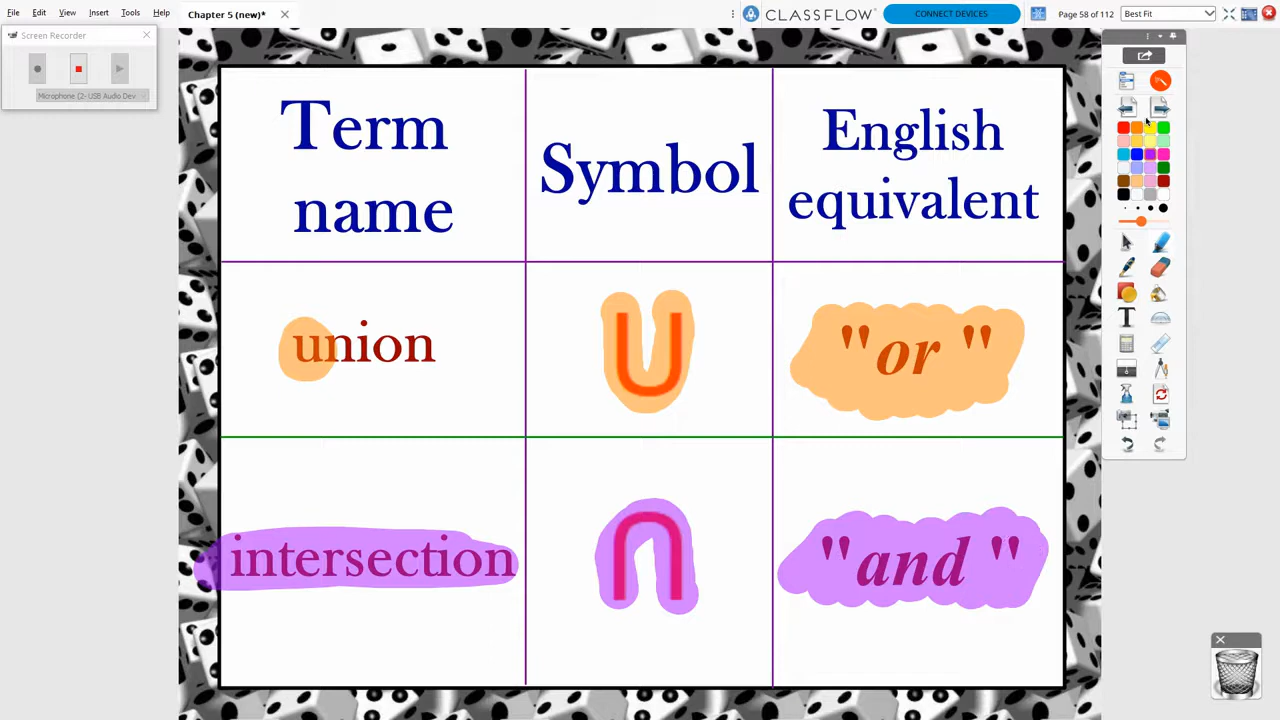 File Edit View Insert Tools Help
Chapter 5 (new)*
CLASSFLOW
CONNECT DEVICES
Page 58 of 112
Best Fit
Screen Recorder
Microphone (2- USB Audio Dev
Term
name
Symbol
English
equivalent
union
∪
"or "
intersection
∩
"and "
T